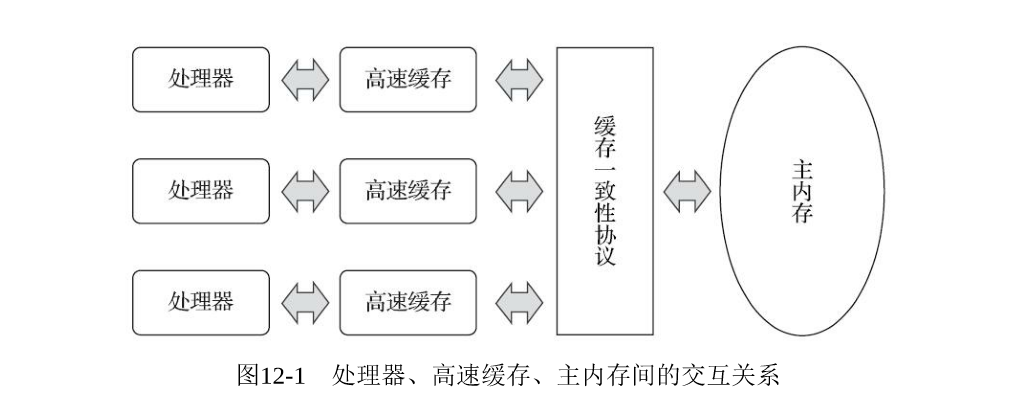 处理器
高速缓存
处理器
高速缓存
处理器
高速缓存
缓存一致性协议
主内存
图12-1 处理器、高速缓存、主内存间的交互关系